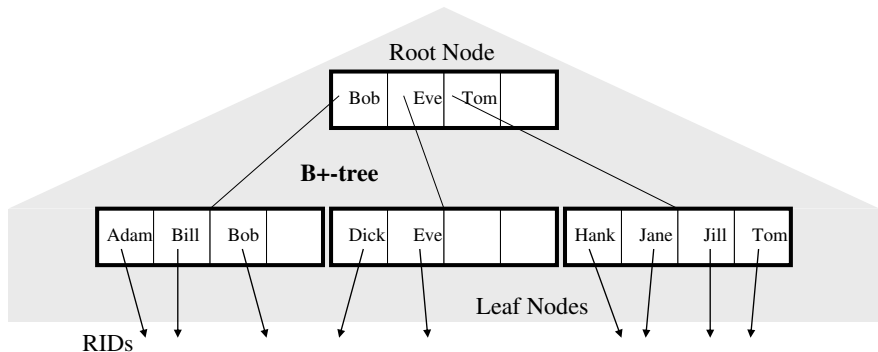 Root Node
Bob Eve Tom
B+-tree
Adam Bill Bob Dick Eve Hank Jane Jill Tom
Leaf Nodes
RIDs